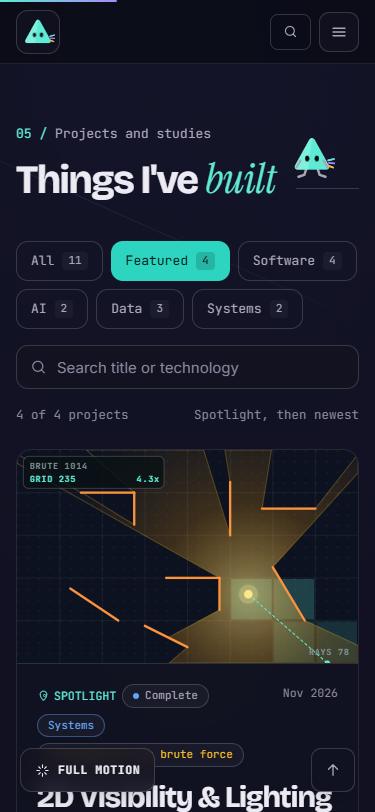 05 / Projects and studies
Things I've built
All 11
Featured 4
Software 4
AI 2
Data 3
Systems 2
Search title or technology
4 of 4 projects
Spotlight, then newest
BRUTE 1014
GRID 235 4.3x
RAYS 78
SPOTLIGHT
Complete
Nov 2026
Systems
brute force
FULL MOTION
2D Visibility & Lighting